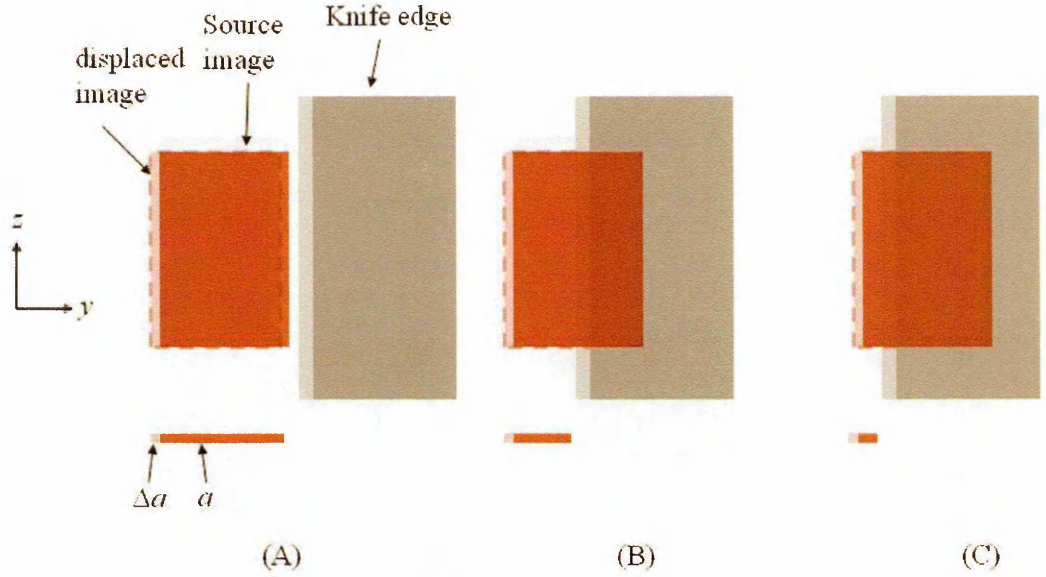 Knife edge
Source
image
displaced
image
z
y
Δa
a
(A)
(B)
(C)